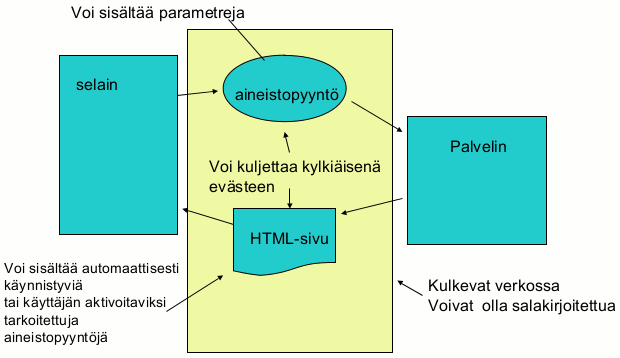 Voi sisältää parametreja
selain
aineistopyyntö
Palvelin
Voi kuljettaa kylkiäisenä
evästeen
HTML-sivu
Voi sisältää automaattisesti
käynnistyviä
tai käyttäjän aktivoitaviksi
tarkoitettuja
aineistopyyntöjä
Kulkevat verkossa
Voivat olla salakirjoitettua